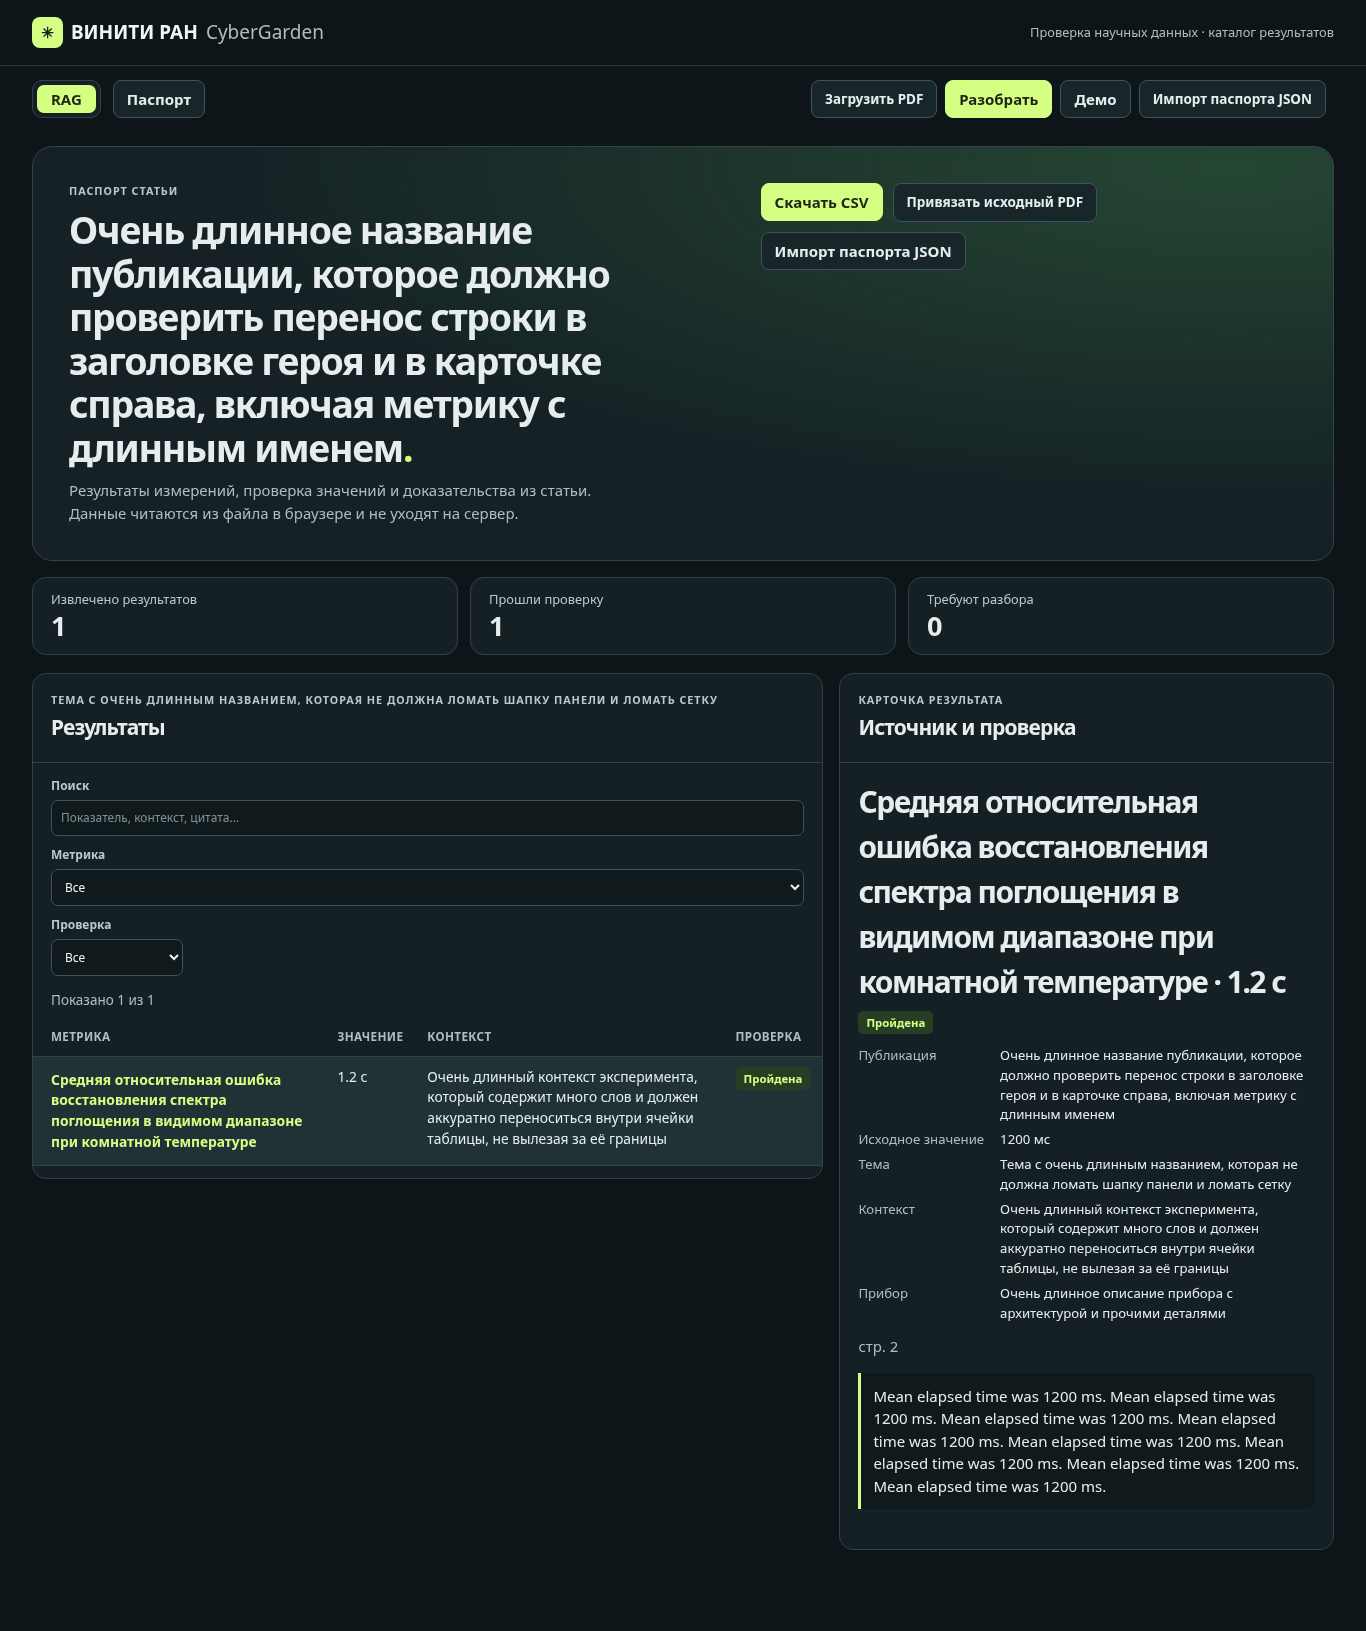 ВИНИТИ РАН CyberGarden
Проверка научных данных · каталог результатов
RAG
Паспорт
Загрузить PDF
Разобрать
Демо
Импорт паспорта JSON
ПАСПОРТ СТАТЬИ
Очень длинное название
публикации, которое должно
проверить перенос строки в
заголовке героя и в карточке
справа, включая метрику с
длинным именем.
Результаты измерений, проверка значений и доказательства из статьи.
Данные читаются из файла в браузере и не уходят на сервер.
Скачать CSV
Привязать исходный PDF
Импорт паспорта JSON
Извлечено результатов
1
Прошли проверку
1
Требуют разбора
0
ТЕМА С ОЧЕНЬ ДЛИННЫМ НАЗВАНИЕМ, КОТОРАЯ НЕ ДОЛЖНА ЛОМАТЬ ШАПКУ ПАНЕЛИ И ЛОМАТЬ СЕТКУ
Результаты
Поиск
Показатель, контекст, цитата...
Метрика
Все
Проверка
Все
Показано 1 из 1
МЕТРИКА
ЗНАЧЕНИЕ
КОНТЕКСТ
ПРОВЕРКА
Средняя относительная ошибка
восстановления спектра
поглощения в видимом диапазоне
при комнатной температуре
1.2 с
Очень длинный контекст эксперимента,
который содержит много слов и должен
аккуратно переноситься внутри ячейки
таблицы, не вылезая за её границы
Пройдена
КАРТОЧКА РЕЗУЛЬТАТА
Источник и проверка
Средняя относительная
ошибка восстановления
спектра поглощения в
видимом диапазоне при
комнатной температуре · 1.2 с
Пройдена
Публикация
Очень длинное название публикации, которое
должно проверить перенос строки в заголовке
героя и в карточке справа, включая метрику с
длинным именем
Исходное значение
1200 мс
Тема
Тема с очень длинным названием, которая не
должна ломать шапку панели и ломать сетку
Контекст
Очень длинный контекст эксперимента,
который содержит много слов и должен
аккуратно переноситься внутри ячейки
таблицы, не вылезая за её границы
Прибор
Очень длинное описание прибора с
архитектурой и прочими деталями
стр. 2
Mean elapsed time was 1200 ms. Mean elapsed time was
1200 ms. Mean elapsed time was 1200 ms. Mean elapsed
time was 1200 ms. Mean elapsed time was 1200 ms. Mean
elapsed time was 1200 ms. Mean elapsed time was 1200 ms.
Mean elapsed time was 1200 ms.